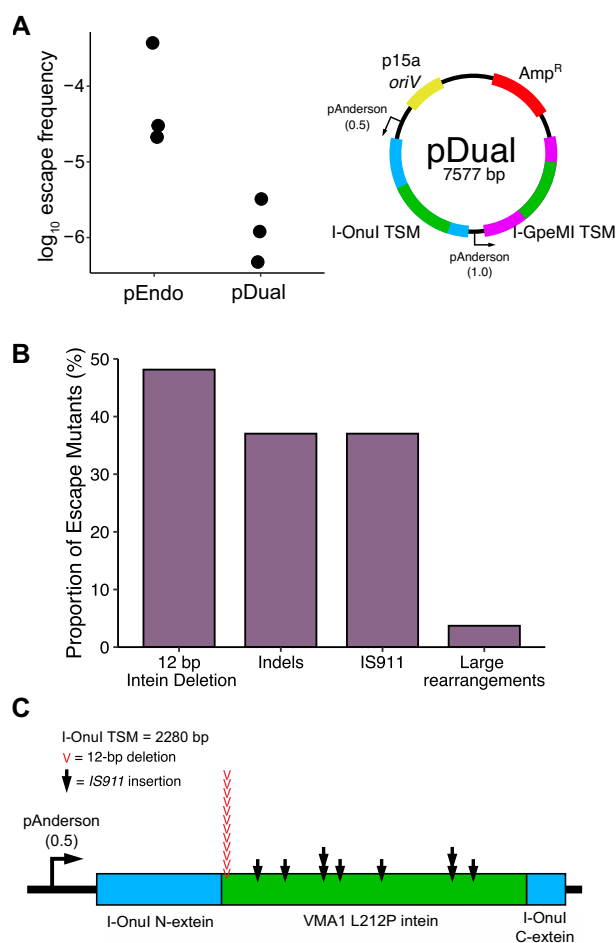 A
log10 escape frequency
−4
−5
−6
pEndo
pDual
p15a
oriV
AmpR
pAnderson
(0.5)
pDual
7577 bp
I-OnuI TSM
I-GpeMI TSM
pAnderson
(1.0)
B
Proportion of Escape Mutants (%)
50
40
30
20
10
0
12 bp
Intein Deletion
Indels
IS911
Large
rearrangements
C
I-OnuI TSM = 2280 bp
V = 12-bp deletion
= IS911 insertion
pAnderson
(0.5)
V
V
V
V
V
V
V
V
V
V
V
V
V
I-OnuI N-extein
VMA1 L212P intein
I-OnuI
C-extein